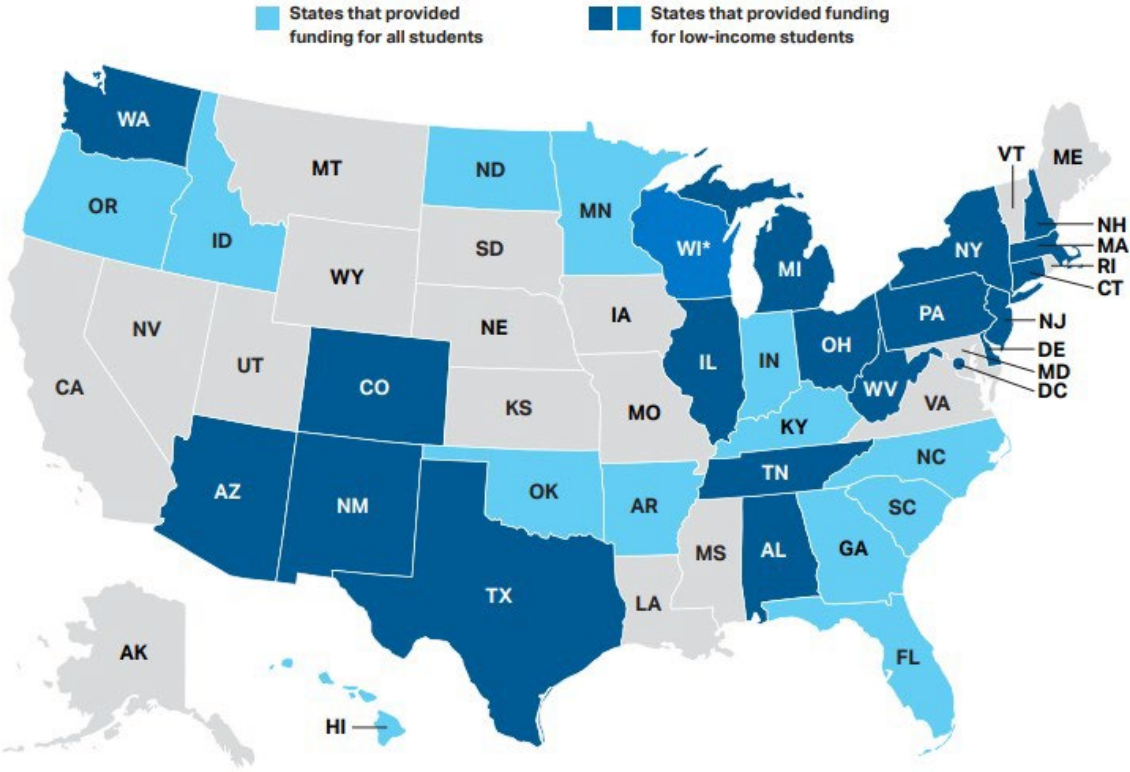 States that provided
funding for all students
States that provided funding
for low-income students
WA
MT
ND
VT
ME
OR
MN
ID
SD
WI*
NH
NY
MA
MI
RI
WY
CT
IA
PA
NJ
NV
NE
OH
DE
IL
IN
UT
MD
WV
DC
CA
CO
VA
KS
MO
KY
NC
TN
AZ
OK
AR
SC
NM
GA
MS
AL
TX
LA
AK
FL
HI